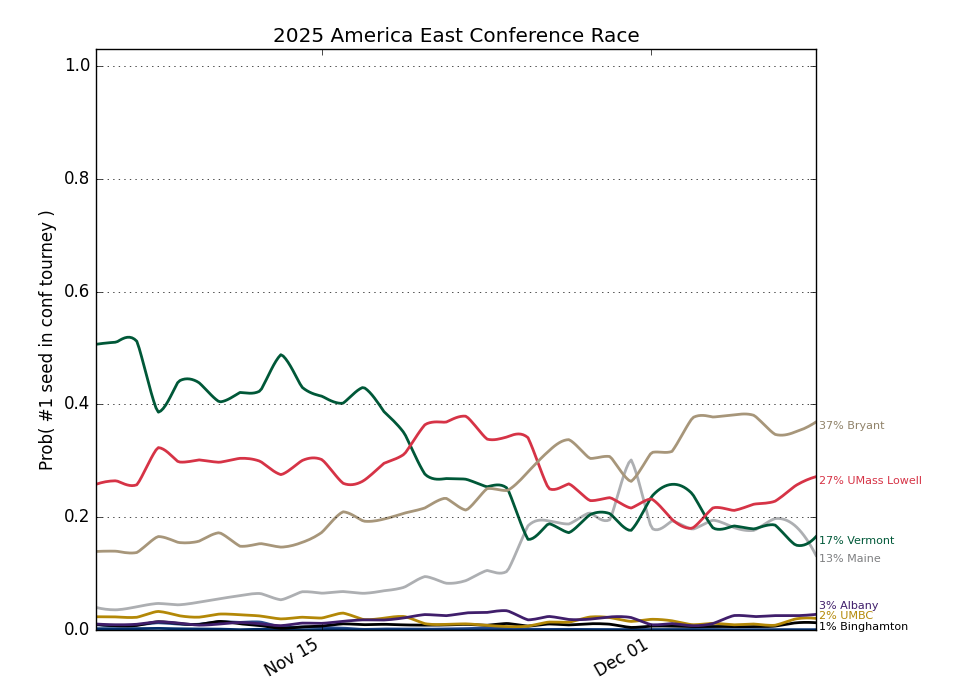 2025 America East Conference Race
Prob( #1 seed in conf tourney )
1.0
0.8
0.6
0.4
0.2
0.0
Nov 15
Dec 01
37% Bryant
27% UMass Lowell
17% Vermont
13% Maine
3% Albany
2% UMBC
1% Binghamton